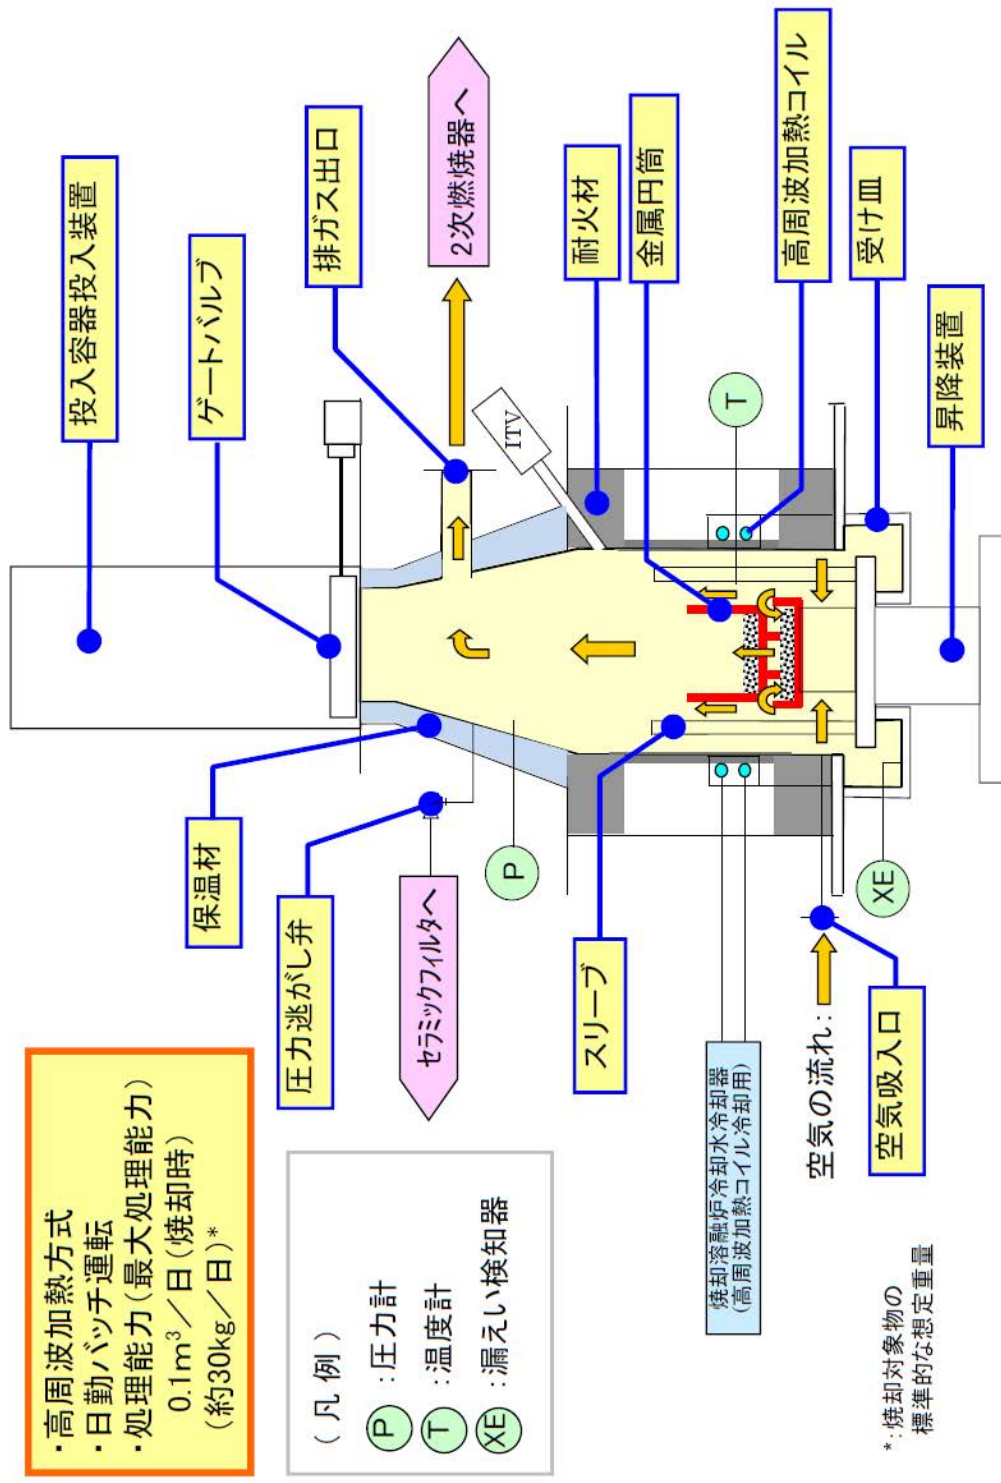 ・高周波加熱方式
・日勤バッチ運転
・処理能力(最大処理能力)
0.1m³/日(焼却時)
(約30kg/日)*
(凡例)
P:圧力計
T:温度計
XE:漏えい検知器
*:焼却対象物の
標準的な想定重量
投入容器投入装置
ゲートバルブ
排ガス出口
2次燃焼器へ
ITV
耐火材
金属円筒
T
高周波加熱コイル
受け皿
昇降装置
保温材
圧力逃がし弁
セラミックフィルタへ
P
スリーブ
焼却溶融炉冷却水冷却器
(高周波加熱コイル冷却用)
空気の流れ:
空気吸入口
XE